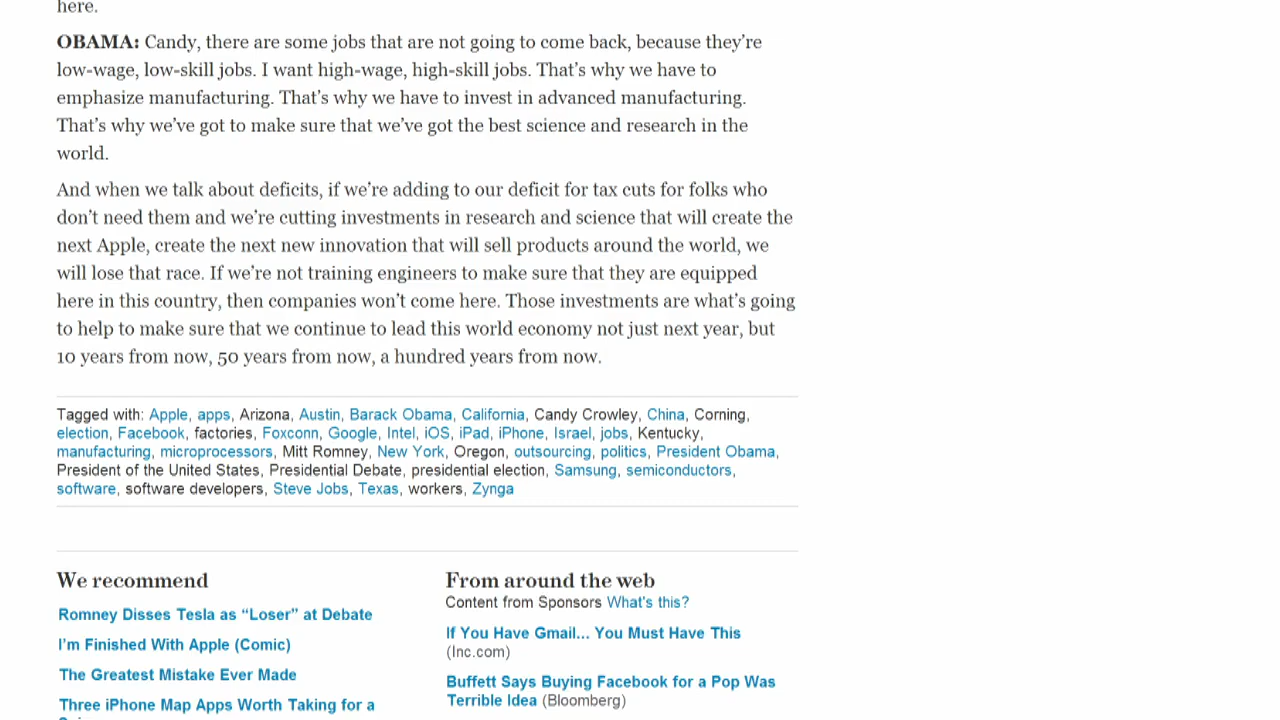 here.
OBAMA: Candy, there are some jobs that are not going to come back, because they’re
low-wage, low-skill jobs. I want high-wage, high-skill jobs. That’s why we have to
emphasize manufacturing. That’s why we have to invest in advanced manufacturing.
That’s why we’ve got to make sure that we’ve got the best science and research in the
world.
And when we talk about deficits, if we’re adding to our deficit for tax cuts for folks who
don’t need them and we’re cutting investments in research and science that will create the
next Apple, create the next new innovation that will sell products around the world, we
will lose that race. If we’re not training engineers to make sure that they are equipped
here in this country, then companies won’t come here. Those investments are what’s going
to help to make sure that we continue to lead this world economy not just next year, but
10 years from now, 50 years from now, a hundred years from now.
Tagged with: Apple, apps, Arizona, Austin, Barack Obama, California, Candy Crowley, China, Corning,
election, Facebook, factories, Foxconn, Google, Intel, iOS, iPad, iPhone, Israel, jobs, Kentucky,
manufacturing, microprocessors, Mitt Romney, New York, Oregon, outsourcing, politics, President Obama,
President of the United States, Presidential Debate, presidential election, Samsung, semiconductors,
software, software developers, Steve Jobs, Texas, workers, Zynga
We recommend
Romney Disses Tesla as “Loser” at Debate
I’m Finished With Apple (Comic)
The Greatest Mistake Ever Made
Three iPhone Map Apps Worth Taking for a
From around the web
Content from Sponsors What's this?
If You Have Gmail... You Must Have This
(Inc.com)
Buffett Says Buying Facebook for a Pop Was
Terrible Idea (Bloomberg)